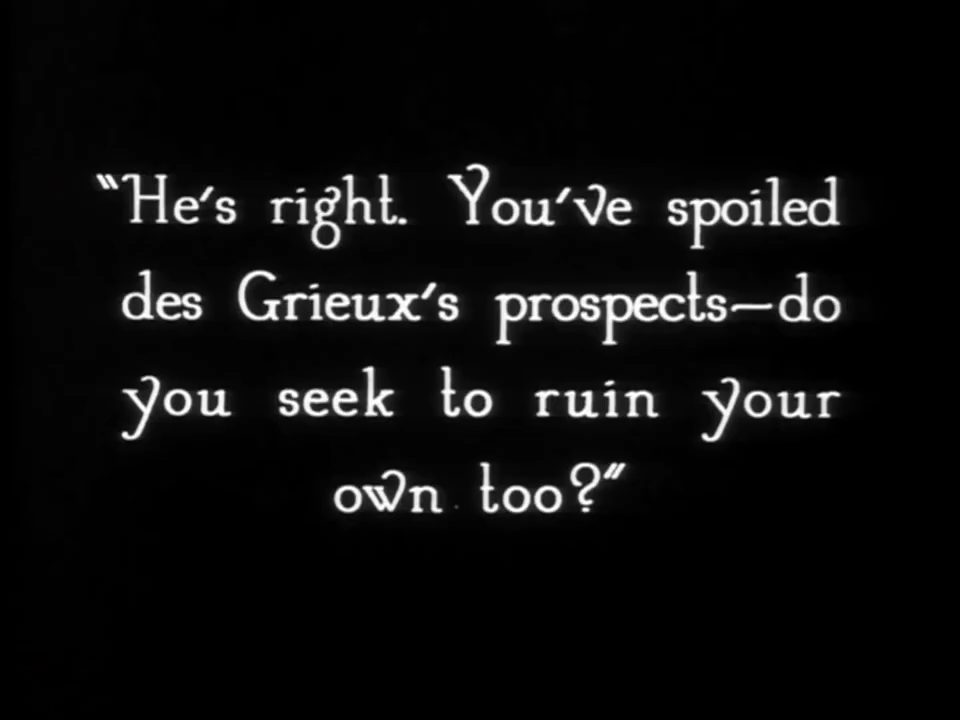 "He's right. You've spoiled
des Grieux's prospects—do
you seek to ruin your
own too?"